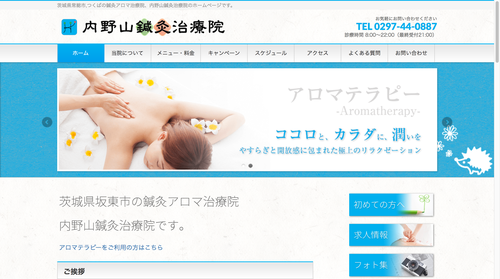 茨城県常総市,つくばの鍼灸アロマ治療院、内野山鍼灸治療院のホームページです。
内野山鍼灸治療院
お気軽にお問い合わせください
TEL 0297-44-0887
診療時間 8:00～22:00 (最終受付21:00)
ホーム 当院について メニュー・料金 キャンペーン スケジュール アクセス よくある質問 お問い合わせ
アロマテラピー
-Aromatherapy-
ココロと、カラダに、潤いを
やすらぎと開放感に包まれた極上のリラクゼーション
茨城県坂東市の鍼灸アロマ治療院
内野山鍼灸治療院です。
アロマテラピーをご利用の方はこちら
ご挨拶
初めての方へ
求人情報
フォト集